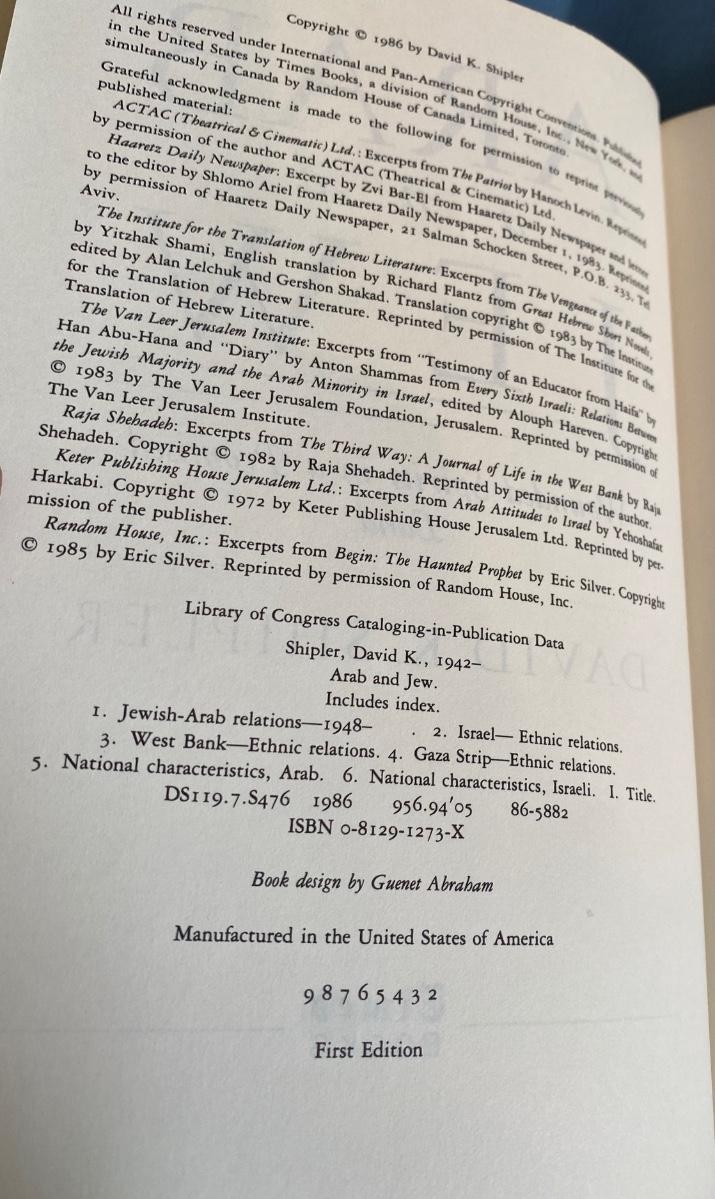 Copyright © 1986 by David K. Shipler
All rights reserved under International and Pan-American Copyright Conventions. Published
in the United States by Times Books, a division of Random House, Inc., New York, and
simultaneously in Canada by Random House of Canada Limited, Toronto.
Grateful acknowledgment is made to the following for permission to reprint previously
published material:
ACTAC (Theatrical & Cinematic) Ltd.: Excerpts from The Patriot by Hanoch Levin. Reprinted
by permission of the author and ACTAC (Theatrical & Cinematic) Ltd.
Haaretz Daily Newspaper: Excerpt by Zvi Bar-El from Haaretz Daily Newspaper and letter
to the editor by Shlomo Ariel from Haaretz Daily Newspaper, December 1, 1983. Reprinted
by permission of Haaretz Daily Newspaper, 21 Salman Schocken Street, P.O.B. 233, Tel
Aviv.
The Institute for the Translation of Hebrew Literature: Excerpts from The Vengeance of the Fathers
by Yitzhak Shami, English translation by Richard Flantz from Great Hebrew Short Novels,
edited by Alan Lelchuk and Gershon Shakad. Translation copyright © 1983 by The Institute
for the Translation of Hebrew Literature. Reprinted by permission of The Institute for the
Translation of Hebrew Literature.
The Van Leer Jerusalem Institute: Excerpts from "Testimony of an Educator from Haifa" by
Han Abu-Hana and "Diary" by Anton Shammas from Every Sixth Israeli: Relations Between
the Jewish Majority and the Arab Minority in Israel, edited by Alouph Hareven. Copyright
© 1983 by The Van Leer Jerusalem Foundation, Jerusalem. Reprinted by permission of
The Van Leer Jerusalem Institute.
Raja Shehadeh: Excerpts from The Third Way: A Journal of Life in the West Bank by Raja
Shehadeh. Copyright © 1982 by Raja Shehadeh. Reprinted by permission of the author.
Keter Publishing House Jerusalem Ltd.: Excerpts from Arab Attitudes to Israel by Yehoshafat
Harkabi. Copyright © 1972 by Keter Publishing House Jerusalem Ltd. Reprinted by per-
mission of the publisher.
Random House, Inc.: Excerpts from Begin: The Haunted Prophet by Eric Silver. Copyright
© 1985 by Eric Silver. Reprinted by permission of Random House, Inc.
Library of Congress Cataloging-in-Publication Data
Shipler, David K., 1942–
Arab and Jew.
Includes index.
1. Jewish-Arab relations—1948– . 2. Israel— Ethnic relations.
3. West Bank—Ethnic relations. 4. Gaza Strip—Ethnic relations.
5. National characteristics, Arab. 6. National characteristics, Israeli. I. Title.
DS119.7.S476 1986 956.94'05 86-5882
ISBN 0-8129-1273-X
Book design by Guenet Abraham
Manufactured in the United States of America
9 8 7 6 5 4 3 2
First Edition